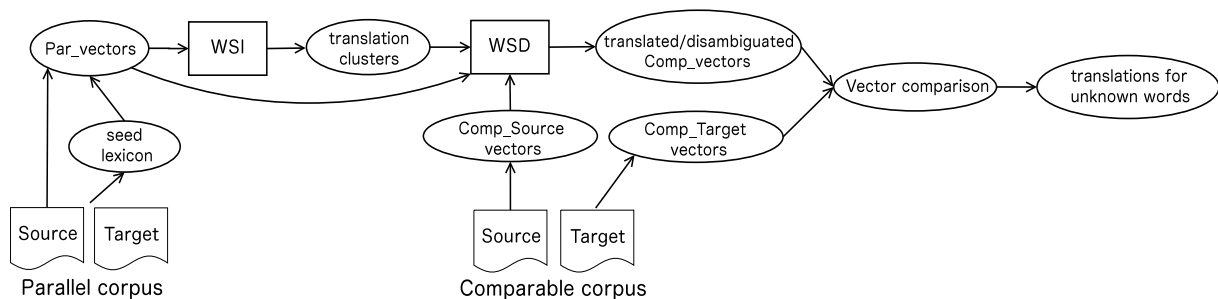 Par_vectors
WSI
translation
clusters
WSD
translated/disambiguated
Comp_vectors
Vector comparison
translations for
unknown words
seed
lexicon
Comp_Source
vectors
Comp_Target
vectors
Source
Target
Parallel corpus
Source
Target
Comparable corpus